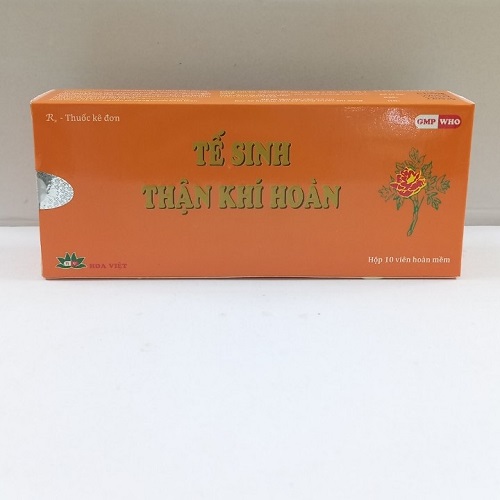 Rx - Thuốc kê đơn
GMP WHO
TẾ SINH
THẬN KHÍ HOÀN
HOA VIỆT
Hộp 10 viên hoàn mềm